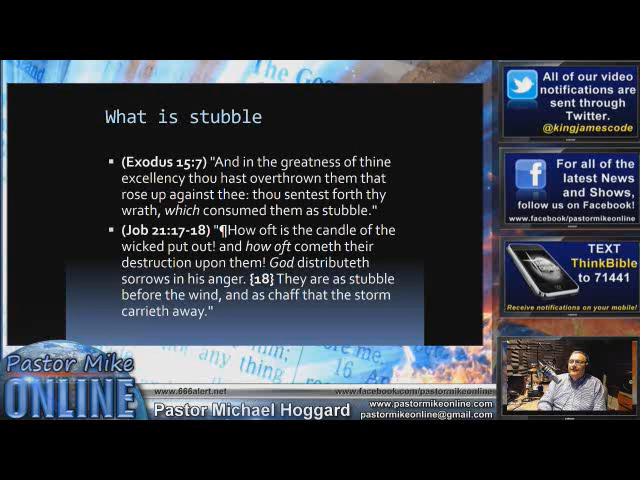 What is stubble
▪ (Exodus 15:7) "And in the greatness of thine
excellency thou hast overthrown them that
rose up against thee: thou sentest forth thy
wrath, which consumed them as stubble."
▪ (Job 21:17-18) "¶How oft is the candle of the
wicked put out! and how oft cometh their
destruction upon them! God distributeth
sorrows in his anger. {18} They are as stubble
before the wind, and as chaff that the storm
carrieth away."
All of our video
notifications are
sent through
Twitter.
@kingjamescode
For all of the
latest News
and Shows,
follow us on Facebook!
www.facebook/pastormikeonline
TEXT
ThinkBible
to 71441
Receive notifications on your mobile!
Pastor Mike
ONLINE
www.666alert.net
www.facebook.com/pastormikeonline
Pastor Michael Hoggard
www.pastormikeonline.com
pastormikeonline@gmail.com
any thing
16